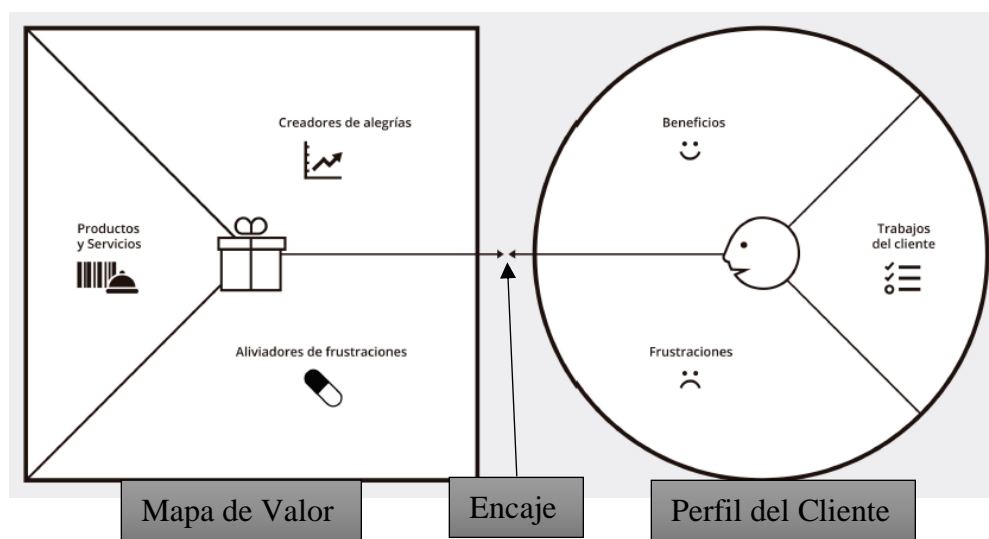 Creadores de alegrías
Beneficios
Productos
y Servicios
Trabajos
del cliente
Aliviadores de frustraciones
Frustraciones
Mapa de Valor
Encaje
Perfil del Cliente